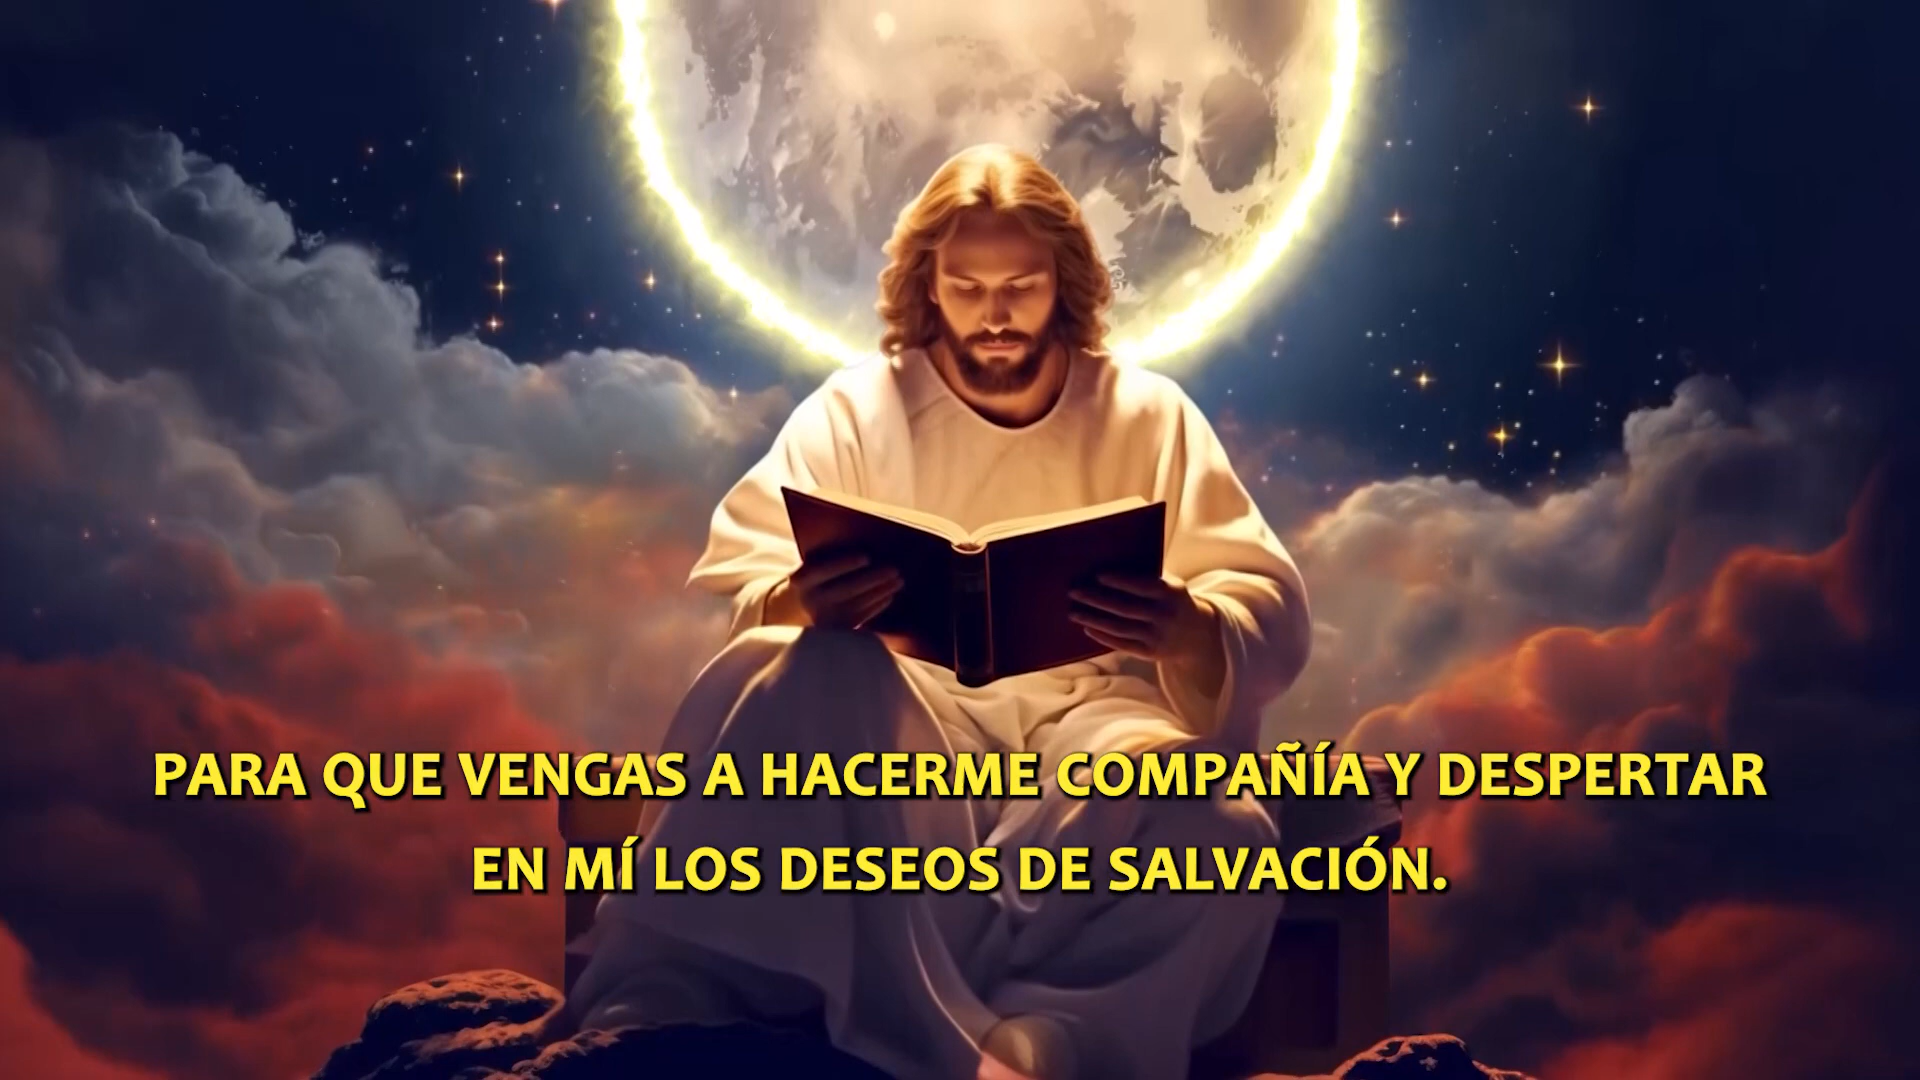 PARA QUE VENGAS A HACERME COMPAÑÍA Y DESPERTAR
EN MÍ LOS DESEOS DE SALVACIÓN.